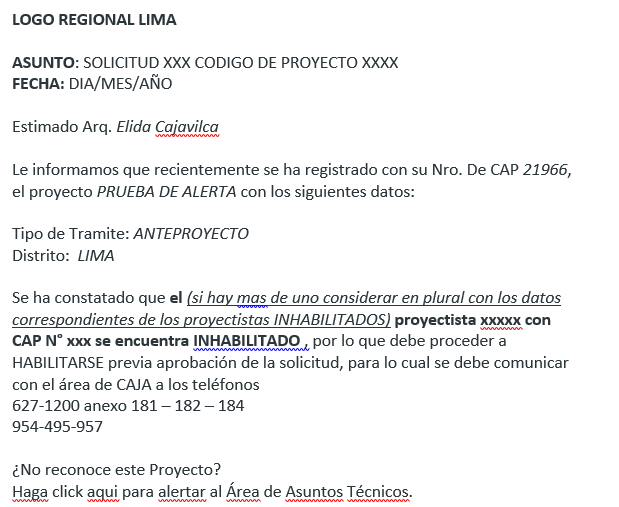 LOGO REGIONAL LIMA
ASUNTO: SOLICITUD XXX CODIGO DE PROYECTO XXXX
FECHA: DIA/MES/AÑO
Estimado Arq. Elida Cajavilca
Le informamos que recientemente se ha registrado con su Nro. De CAP 21966,
el proyecto PRUEBA DE ALERTA con los siguientes datos:
Tipo de Tramite: ANTEPROYECTO
Distrito:  LIMA
Se ha constatado que el (si hay mas de uno considerar en plural con los datos
correspondientes de los proyectistas INHABILITADOS) proyectista xxxxx con
CAP N° xxx se encuentra INHABILITADO , por lo que debe proceder a
HABILITARSE previa aprobación de la solicitud, para lo cual se debe comunicar
con el área de CAJA a los teléfonos
627-1200 anexo 181 – 182 – 184
954-495-957
¿No reconoce este Proyecto?
Haga click aqui para alertar al Área de Asuntos Técnicos.